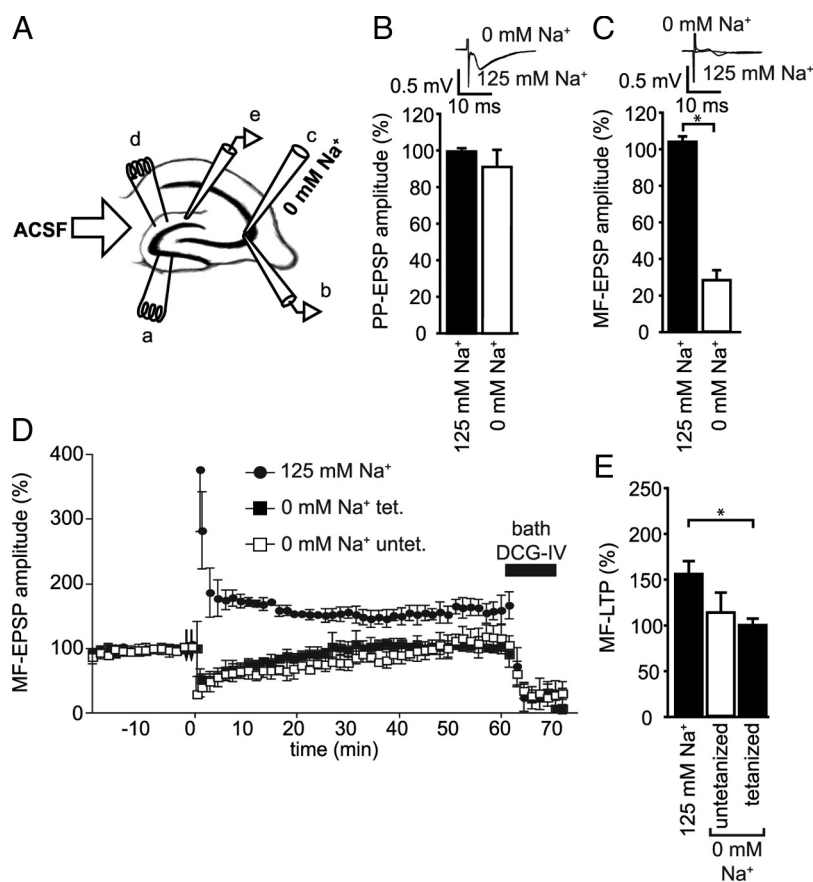 A
d
e
c
0 mM Na⁺
ACSF
b
a
B
0 mM Na⁺
125 mM Na⁺
0.5 mV
10 ms
PP-EPSP amplitude (%)
120
100
80
60
40
20
0
125 mM Na⁺
0 mM Na⁺
C
0 mM Na⁺
125 mM Na⁺
0.5 mV
10 ms
*
MF-EPSP amplitude (%)
120
100
80
60
40
20
0
125 mM Na⁺
0 mM Na⁺
D
MF-EPSP amplitude (%)
400
300
200
100
0
125 mM Na⁺
0 mM Na⁺ tet.
0 mM Na⁺ untet.
bath
DCG-IV
-10 0 10 20 30 40 50 60 70
time (min)
E
MF-LTP (%)
250
200
150
100
50
0
*
125 mM Na⁺
untetanized
tetanized
0 mM
Na⁺